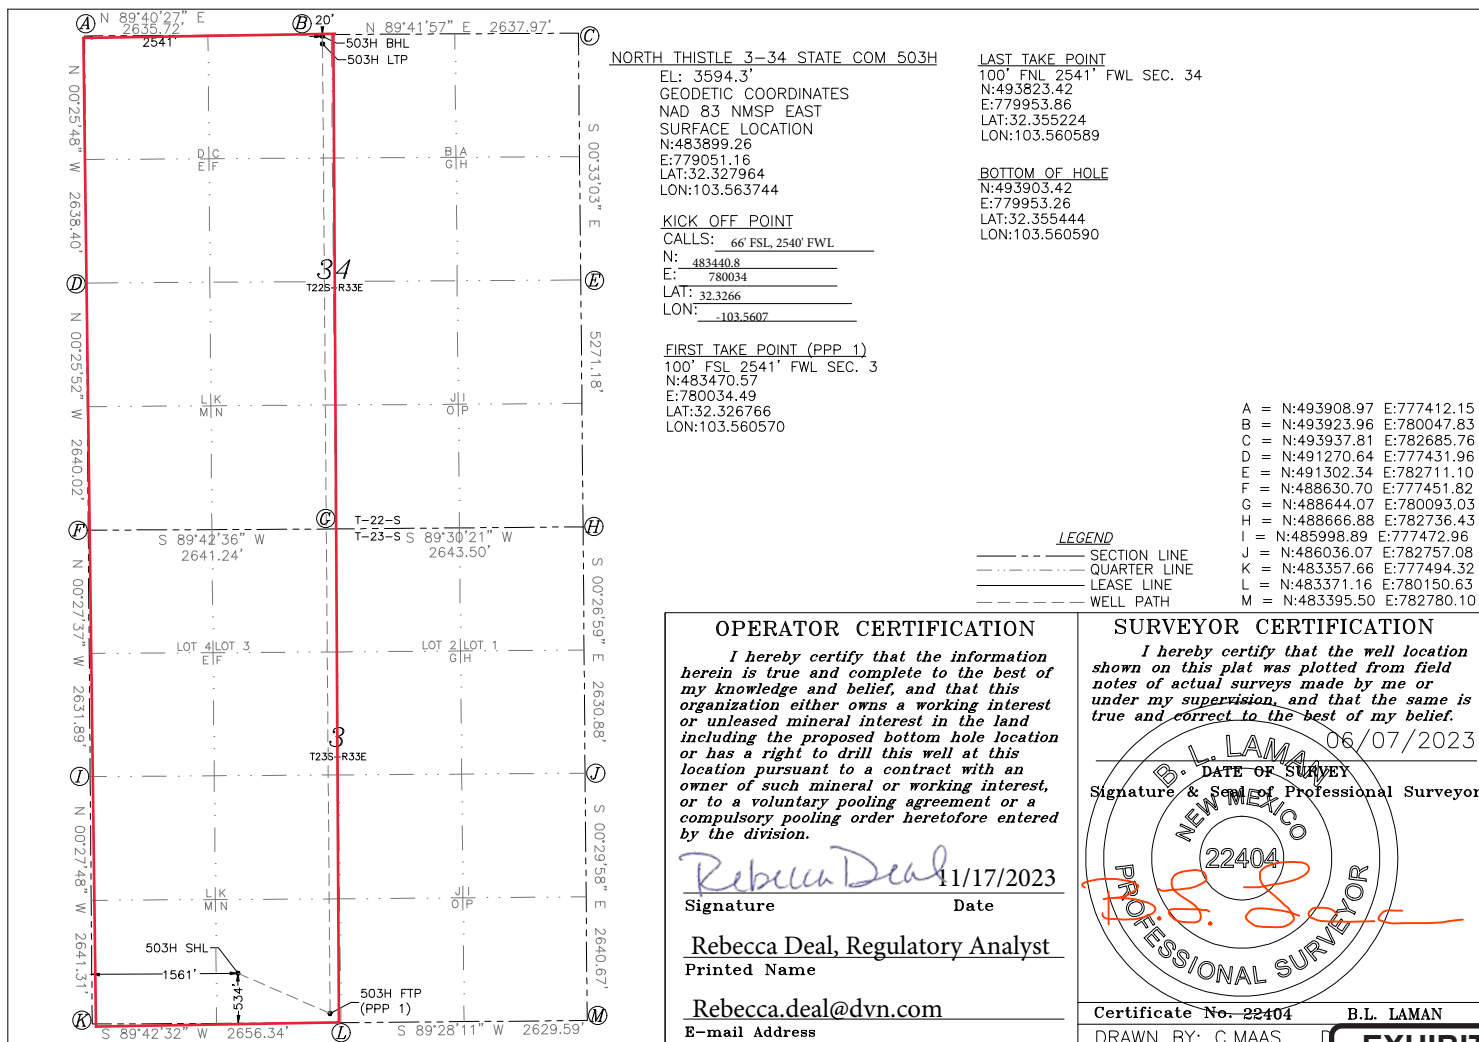 A
N 89°40'27" E
2635.72'
B
20'
N 89°41'57" E 2637.97'
C
2541'
503H BHL
503H LTP
N 00°25'48" W 2638.40'
S 00°33'03" E
5271.18'
D C
E F
B A
G H
34
T22S-R33E
D
E
N 00°25'52" W 2640.02'
L K
M N
J I
O P
F
G
H
T-22-S
T-23-S
S 89°42'36" W
2641.24'
S 89°30'21" W
2643.50'
N 00°27'37" W 2631.89'
S 00°26'59" E 2630.88'
LOT 4 LOT 3
E F
LOT 2 LOT 1
G H
3
T23S-R33E
I
J
N 00°27'48" W 2641.31'
S 00°29'58" E 2640.67'
L K
M N
J I
O P
503H SHL
1561'
534'
503H FTP
(PPP 1)
K
L
M
S 89°42'32" W 2656.34'
S 89°28'11" W 2629.59'
NORTH THISTLE 3-34 STATE COM 503H
EL: 3594.3'
GEODETIC COORDINATES
NAD 83 NMSP EAST
SURFACE LOCATION
N:483899.26
E:779051.16
LAT:32.327964
LON:103.563744
KICK OFF POINT
CALLS: 66' FSL, 2540' FWL
N: 483440.8
E: 780034
LAT: 32.3266
LON: -103.5607
FIRST TAKE POINT (PPP 1)
100' FSL 2541' FWL SEC. 3
N:483470.57
E:780034.49
LAT:32.326766
LON:103.560570
LAST TAKE POINT
100' FNL 2541' FWL SEC. 34
N:493823.42
E:779953.86
LAT:32.355224
LON:103.560589
BOTTOM OF HOLE
N:493903.42
E:779953.26
LAT:32.355444
LON:103.560590
A = N:493908.97 E:777412.15
B = N:493923.96 E:780047.83
C = N:493937.81 E:782685.76
D = N:491270.64 E:777431.96
E = N:491302.34 E:782711.10
F = N:488630.70 E:777451.82
G = N:488644.07 E:780093.03
H = N:488666.88 E:782736.43
I = N:485998.89 E:777472.96
J = N:486036.07 E:782757.08
K = N:483357.66 E:777494.32
L = N:483371.16 E:780150.63
M = N:483395.50 E:782780.10
LEGEND
SECTION LINE
QUARTER LINE
LEASE LINE
WELL PATH
OPERATOR CERTIFICATION
I hereby certify that the information
herein is true and complete to the best of
my knowledge and belief, and that this
organization either owns a working interest
or unleased mineral interest in the land
including the proposed bottom hole location
or has a right to drill this well at this
location pursuant to a contract with an
owner of such mineral or working interest,
or to a voluntary pooling agreement or a
compulsory pooling order heretofore entered
by the division.
Rebecca Deal 11/17/2023
Signature Date
Rebecca Deal, Regulatory Analyst
Printed Name
Rebecca.deal@dvn.com
E-mail Address
SURVEYOR CERTIFICATION
I hereby certify that the well location
shown on this plat was plotted from field
notes of actual surveys made by me or
under my supervision, and that the same is
true and correct to the best of my belief.
06/07/2023
DATE OF SURVEY
Signature & Seal of Professional Surveyor
B. L. LAMAN
NEW MEXICO
22404
PROFESSIONAL SURVEYOR
Certificate No. 22404 B.L. LAMAN
DRAWN BY: C.MAAS
EXHIBIT